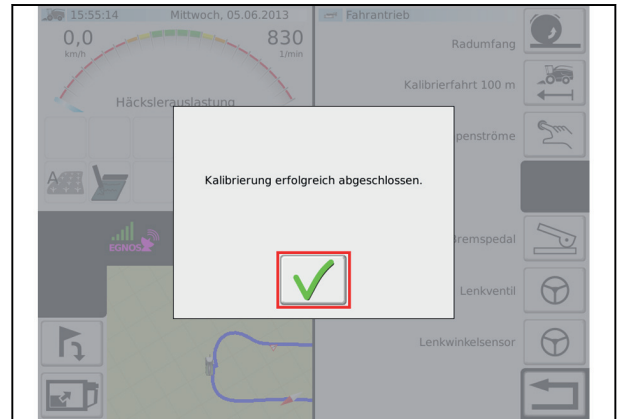 15:55:14 Mittwoch, 05.06.2013 Fahrantrieb
0,0 830
km/h 1/min
Radumfang
Kalibrierfahrt 100 m
Häckslerauslastung
penströme
A
Kalibrierung erfolgreich abgeschlossen.
EGNOS
Bremspedal
Lenkventil
Lenkwinkelsensor